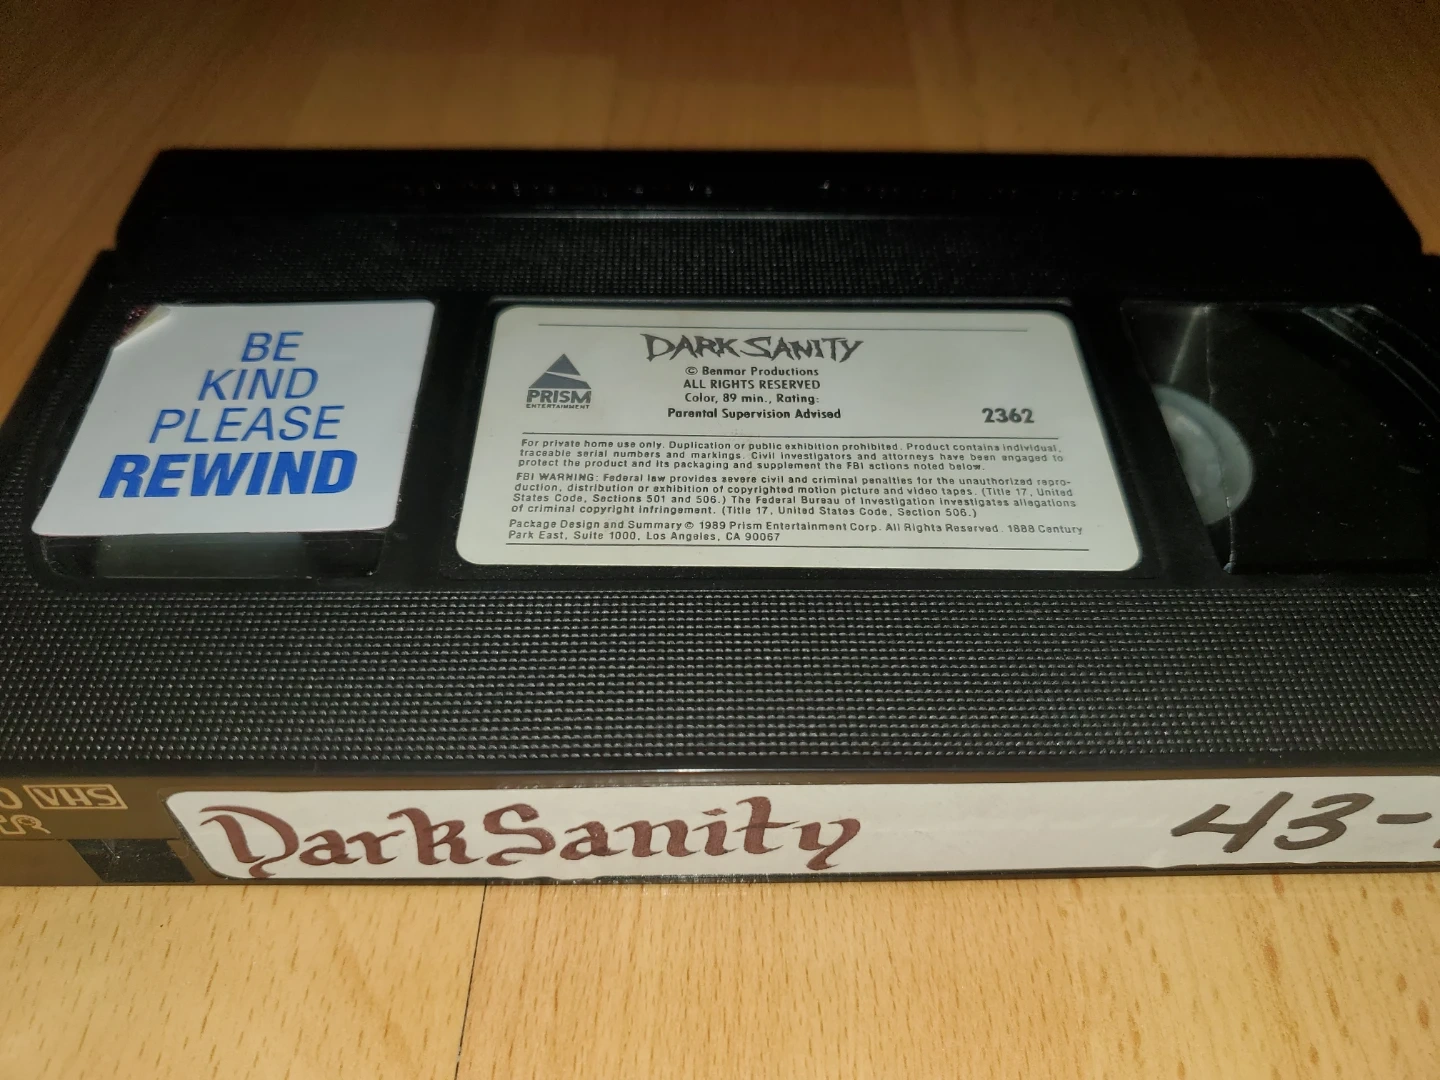 BE
KIND
PLEASE
REWIND
PRISM
ENTERTAINMENT
DARK SANITY
© Benmar Productions
ALL RIGHTS RESERVED
Color, 89 min., Rating:
Parental Supervision Advised
2362
For private home use only. Duplication or public exhibition prohibited. Product contains individual,
traceable serial numbers and markings. Civil investigators and attorneys have been engaged to
protect the product and its packaging and supplement the FBI actions noted below.
FBI WARNING: Federal law provides severe civil and criminal penalties for the unauthorized repro-
duction, distribution or exhibition of copyrighted motion picture and video tapes. (Title 17, United
States Code, Sections 501 and 506.) The Federal Bureau of Investigation investigates allegations
of criminal copyright infringement. (Title 17, United States Code, Section 506.)
Package Design and Summary © 1989 Prism Entertainment Corp. All Rights Reserved. 1888 Century
Park East, Suite 1000, Los Angeles, CA 90067
VHS
Dark Sanity
43-